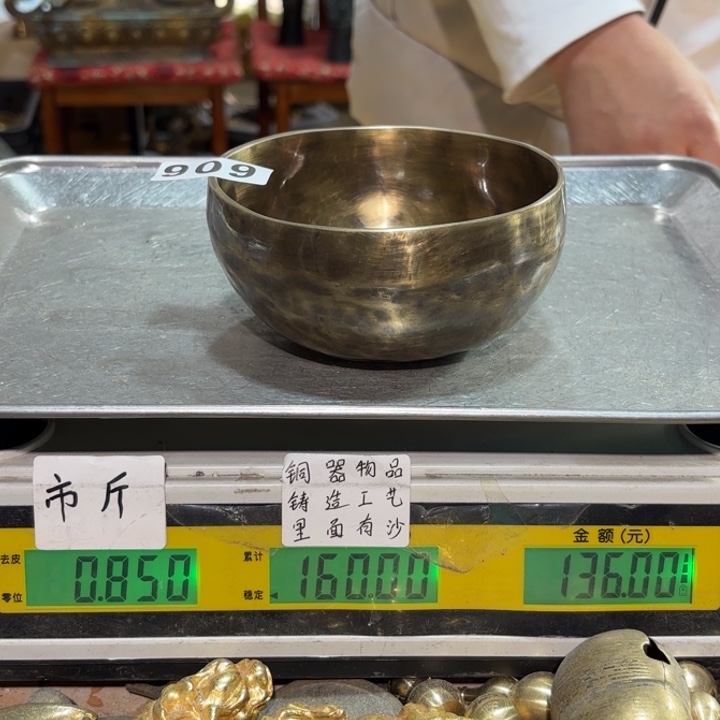 909
市斤
铜器物品
铸造工艺
里面有沙
金额(元)
去皮
零位
0.850
累计
稳定
160.00
136.00